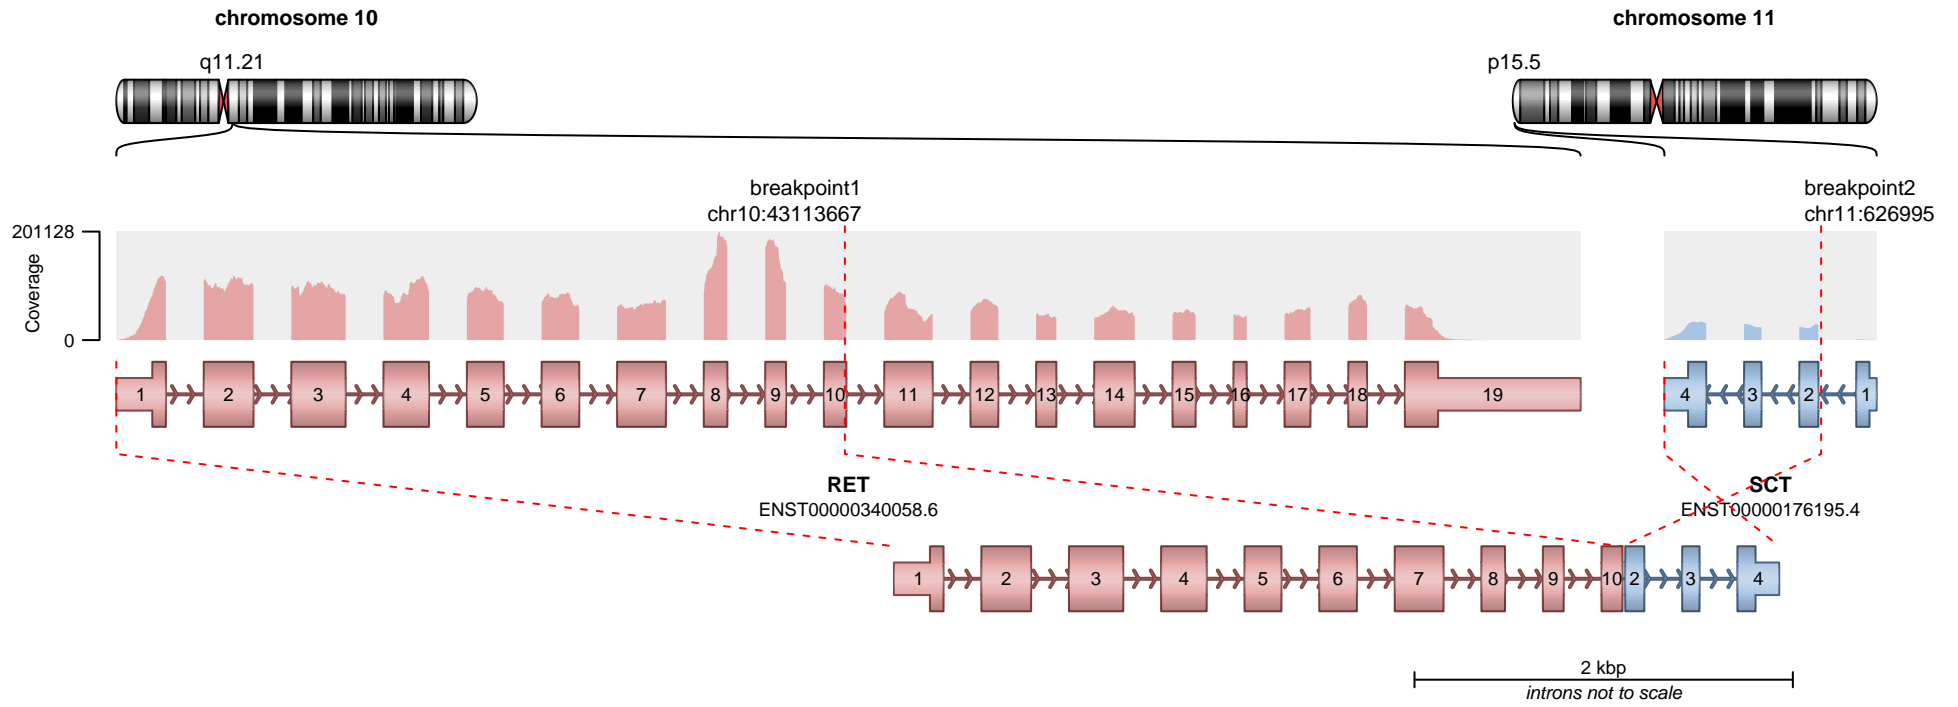 chromosome 10
chromosome 11
q11.21
p15.5
breakpoint1
chr10:43113667
breakpoint2
chr11:626995
201128
Coverage
0
1 2 3 4 5 6 7 8 9 10 11 12 13 14 15 16 17 18 19
4 3 2 1
RET
ENST00000340058.6
SCT
ENST00000176195.4
1 2 3 4 5 6 7 8 9 10 2 3 4
2 kbp
introns not to scale